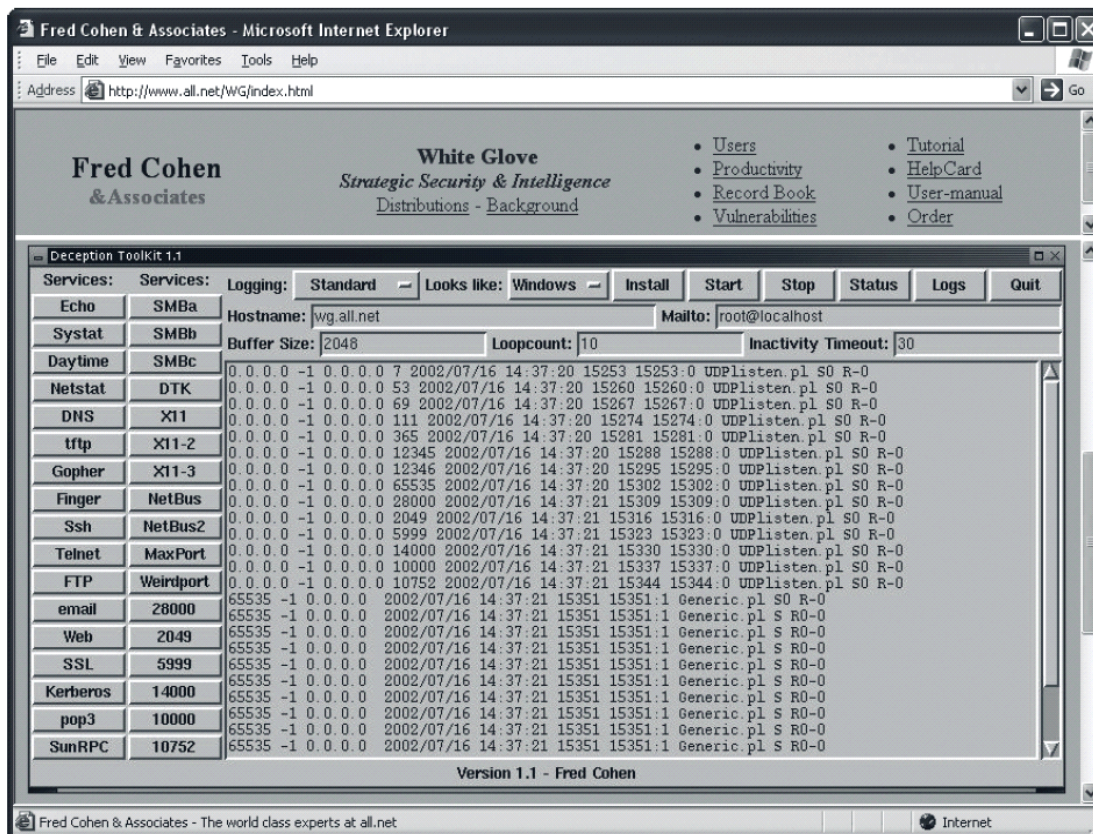 Fred Cohen & Associates - Microsoft Internet Explorer
File Edit View Favorites Tools Help
Address http://www.all.net/WG/index.html Go
Fred Cohen
&Associates
White Glove
Strategic Security & Intelligence
Distributions - Background
• Users
• Productivity
• Record Book
• Vulnerabilities
• Tutorial
• HelpCard
• User-manual
• Order
Deception ToolKit 1.1
Services: Services:
Echo SMBa
Systat SMBb
Daytime SMBc
Netstat DTK
DNS X11
tftp X11-2
Gopher X11-3
Finger NetBus
Ssh NetBus2
Telnet MaxPort
FTP Weirdport
email 28000
Web 2049
SSL 5999
Kerberos 14000
pop3 10000
SunRPC 10752
Logging: Standard Looks like: Windows Install Start Stop Status Logs Quit
Hostname: wg.all.net Mailto: root@localhost
Buffer Size: 2048 Loopcount: 10 Inactivity Timeout: 30
0.0.0.0 -1 0.0.0.0 7 2002/07/16 14:37:20 15253 15253:0 UDPlisten.pl S0 R-0
0.0.0.0 -1 0.0.0.0 53 2002/07/16 14:37:20 15260 15260:0 UDPlisten.pl S0 R-0
0.0.0.0 -1 0.0.0.0 69 2002/07/16 14:37:20 15267 15267:0 UDPlisten.pl S0 R-0
0.0.0.0 -1 0.0.0.0 111 2002/07/16 14:37:20 15274 15274:0 UDPlisten.pl S0 R-0
0.0.0.0 -1 0.0.0.0 365 2002/07/16 14:37:20 15281 15281:0 UDPlisten.pl S0 R-0
0.0.0.0 -1 0.0.0.0 12345 2002/07/16 14:37:20 15288 15288:0 UDPlisten.pl S0 R-0
0.0.0.0 -1 0.0.0.0 12346 2002/07/16 14:37:20 15295 15295:0 UDPlisten.pl S0 R-0
0.0.0.0 -1 0.0.0.0 65535 2002/07/16 14:37:20 15302 15302:0 UDPlisten.pl S0 R-0
0.0.0.0 -1 0.0.0.0 28000 2002/07/16 14:37:21 15309 15309:0 UDPlisten.pl S0 R-0
0.0.0.0 -1 0.0.0.0 2049 2002/07/16 14:37:21 15316 15316:0 UDPlisten.pl S0 R-0
0.0.0.0 -1 0.0.0.0 5999 2002/07/16 14:37:21 15323 15323:0 UDPlisten.pl S0 R-0
0.0.0.0 -1 0.0.0.0 14000 2002/07/16 14:37:21 15330 15330:0 UDPlisten.pl S0 R-0
0.0.0.0 -1 0.0.0.0 10000 2002/07/16 14:37:21 15337 15337:0 UDPlisten.pl S0 R-0
0.0.0.0 -1 0.0.0.0 10752 2002/07/16 14:37:21 15344 15344:0 UDPlisten.pl S0 R-0
65535 -1 0.0.0.0 2002/07/16 14:37:21 15351 15351:1 Generic.pl S0 R-0
65535 -1 0.0.0.0 2002/07/16 14:37:21 15351 15351:1 Generic.pl S R0-0
65535 -1 0.0.0.0 2002/07/16 14:37:21 15351 15351:1 Generic.pl S R0-0
65535 -1 0.0.0.0 2002/07/16 14:37:21 15351 15351:1 Generic.pl S R0-0
65535 -1 0.0.0.0 2002/07/16 14:37:21 15351 15351:1 Generic.pl S R0-0
65535 -1 0.0.0.0 2002/07/16 14:37:21 15351 15351:1 Generic.pl S R0-0
65535 -1 0.0.0.0 2002/07/16 14:37:21 15351 15351:1 Generic.pl S R0-0
65535 -1 0.0.0.0 2002/07/16 14:37:21 15351 15351:1 Generic.pl S R0-0
65535 -1 0.0.0.0 2002/07/16 14:37:21 15351 15351:1 Generic.pl S R0-0
65535 -1 0.0.0.0 2002/07/16 14:37:21 15351 15351:1 Generic.pl S R0-0
Version 1.1 - Fred Cohen
Fred Cohen & Associates - The world class experts at all.net Internet